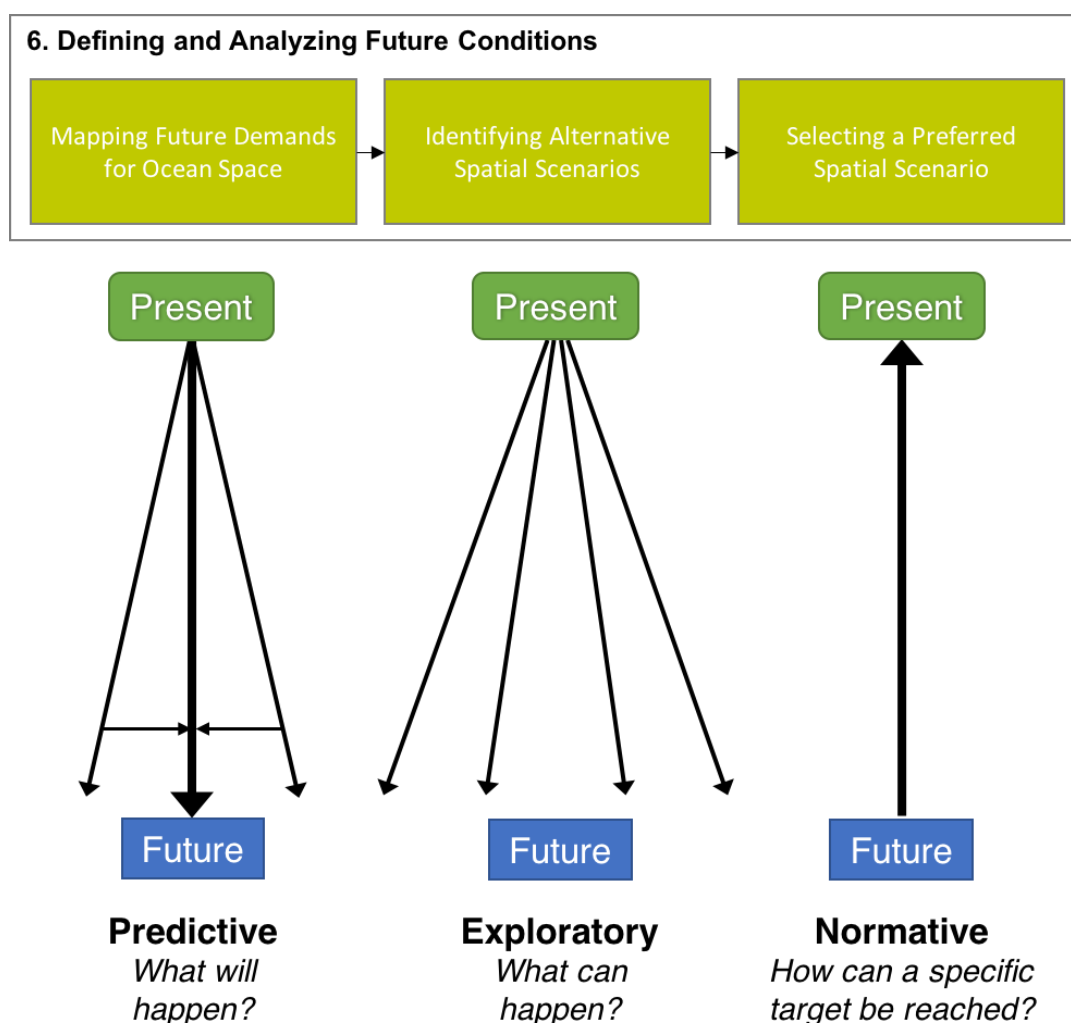 6. Defining and Analyzing Future Conditions
Mapping Future Demands
for Ocean Space
Identifying Alternative
Spatial Scenarios
Selecting a Preferred
Spatial Scenario
Present
Present
Present
Future
Future
Future
Predictive
What will
happen?
Exploratory
What can
happen?
Normative
How can a specific
target be reached?